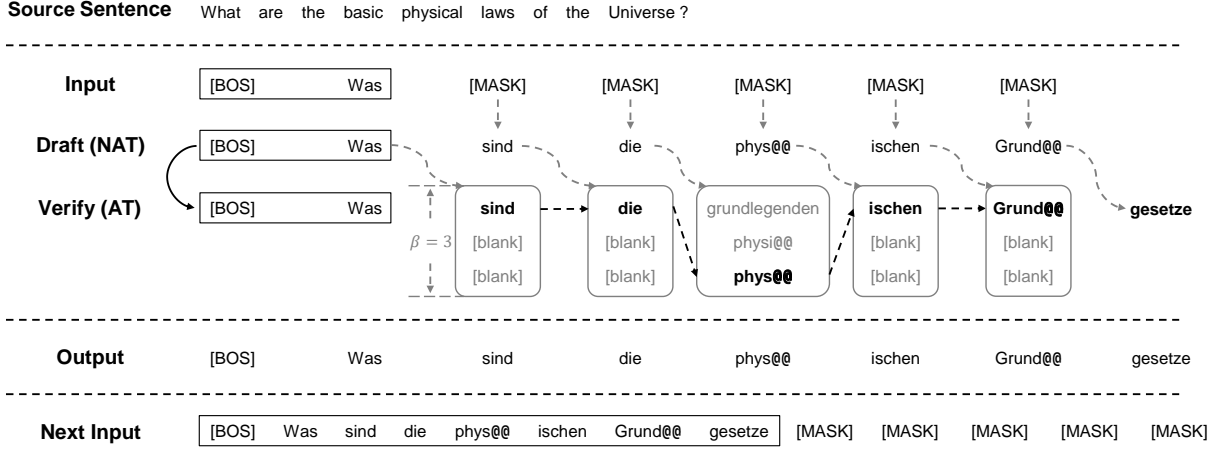 Source Sentence What are the basic physical laws of the Universe ?
Input [BOS] Was [MASK] [MASK] [MASK] [MASK] [MASK]
Draft (NAT) [BOS] Was sind die phys@@ ischen Grund@@
Verify (AT) [BOS] Was sind die grundlegenden ischen Grund@@ gesetze
β = 3 [blank] [blank] physi@@ [blank] [blank]
[blank] [blank] phys@@ [blank] [blank]
Output [BOS] Was sind die phys@@ ischen Grund@@ gesetze
Next Input [BOS] Was sind die phys@@ ischen Grund@@ gesetze [MASK] [MASK] [MASK] [MASK] [MASK]